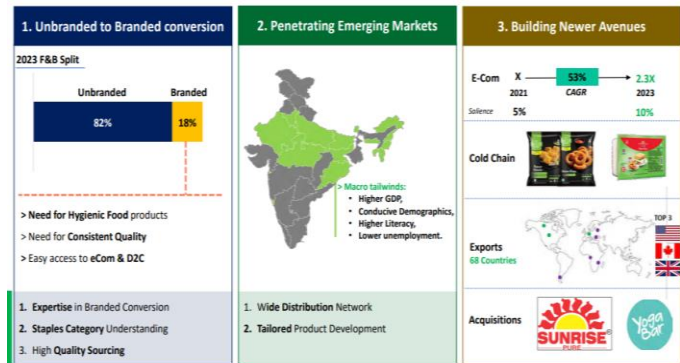 1. Unbranded to Branded conversion
2023 F&B Split
Unbranded Branded
82% 18%
> Need for Hygienic Food products
> Need for Consistent Quality
> Easy access to eCom & D2C
1. Expertise in Branded Conversion
2. Staples Category Understanding
3. High Quality Sourcing
2. Penetrating Emerging Markets
> Macro tailwinds:
• Higher GDP,
• Conducive Demographics,
• Higher Literacy,
• Lower unemployment.
1. Wide Distribution Network
2. Tailored Product Development
3. Building Newer Avenues
E-Com X 53% 2.3X
2021 CAGR 2023
Salience 5% 10%
Cold Chain
TOP 3
Exports
68 Countries
Acquisitions
SUNRISE®
PURE
Yoga
Bar